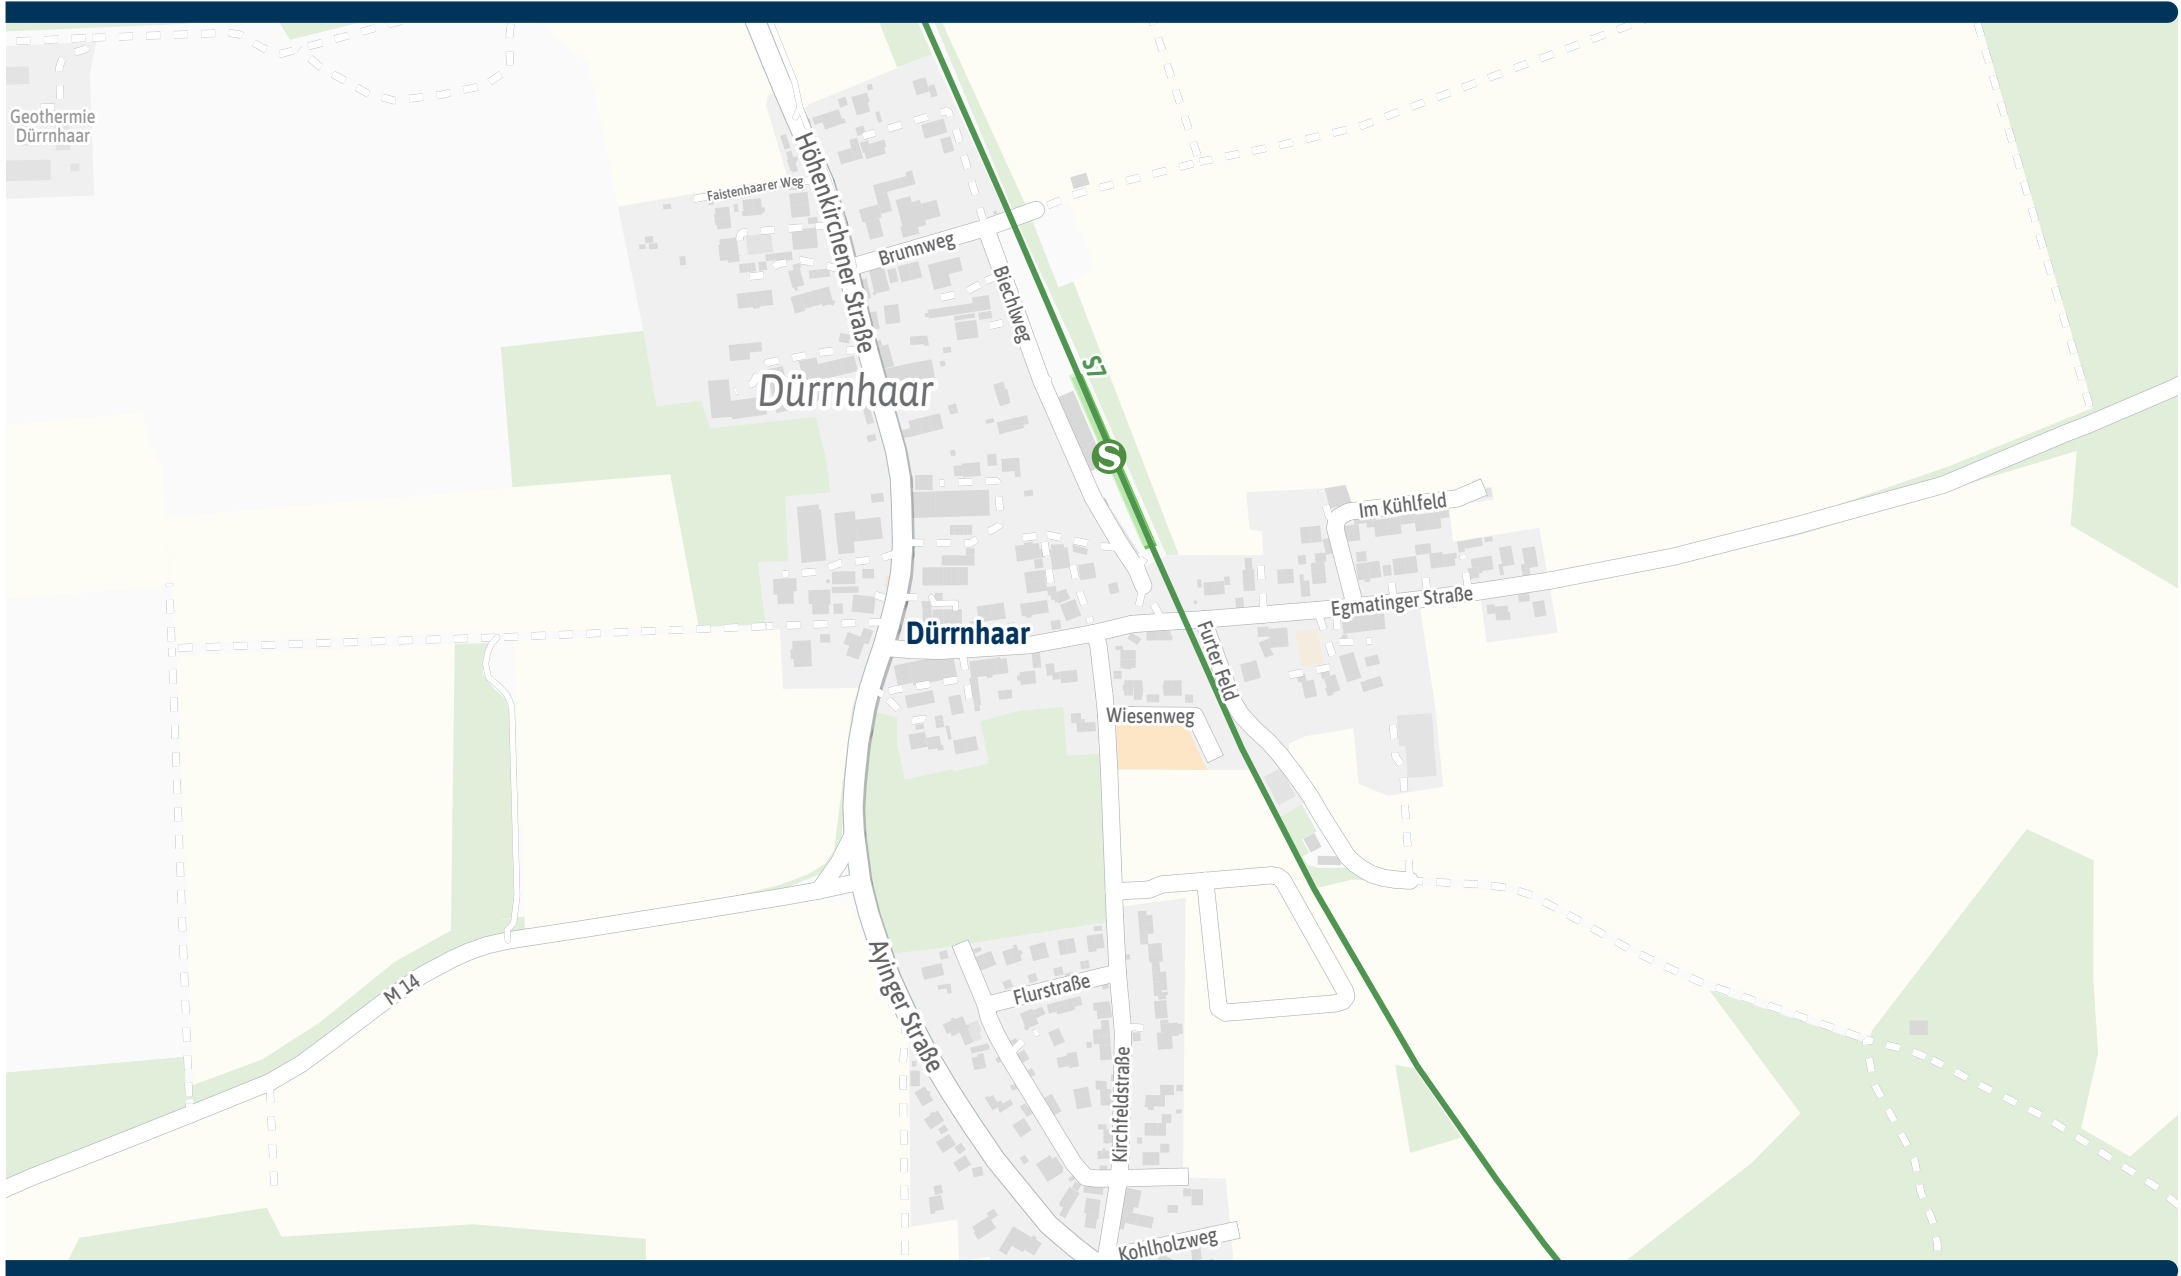 Geothermie
Dürrnhaar
Höhenkirchener Straße
Faistenhaarer Weg
Brunnweg
Biechlweg
S7
Dürrnhaar
S
Im Kühlfeld
Egmatinger Straße
Dürrnhaar
Furter Feld
Wiesenweg
M 14
Ayinger Straße
Flurstraße
Kirchfeldstraße
Kohlholzweg